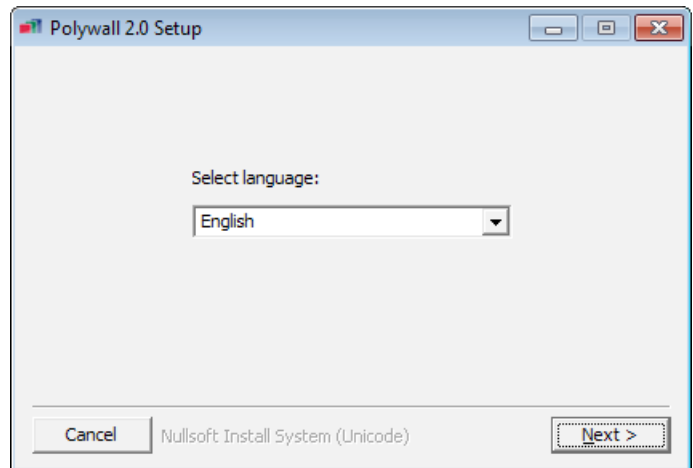 Polywall 2.0 Setup
Select language:
English
Cancel
Nullsoft Install System (Unicode)
Next >